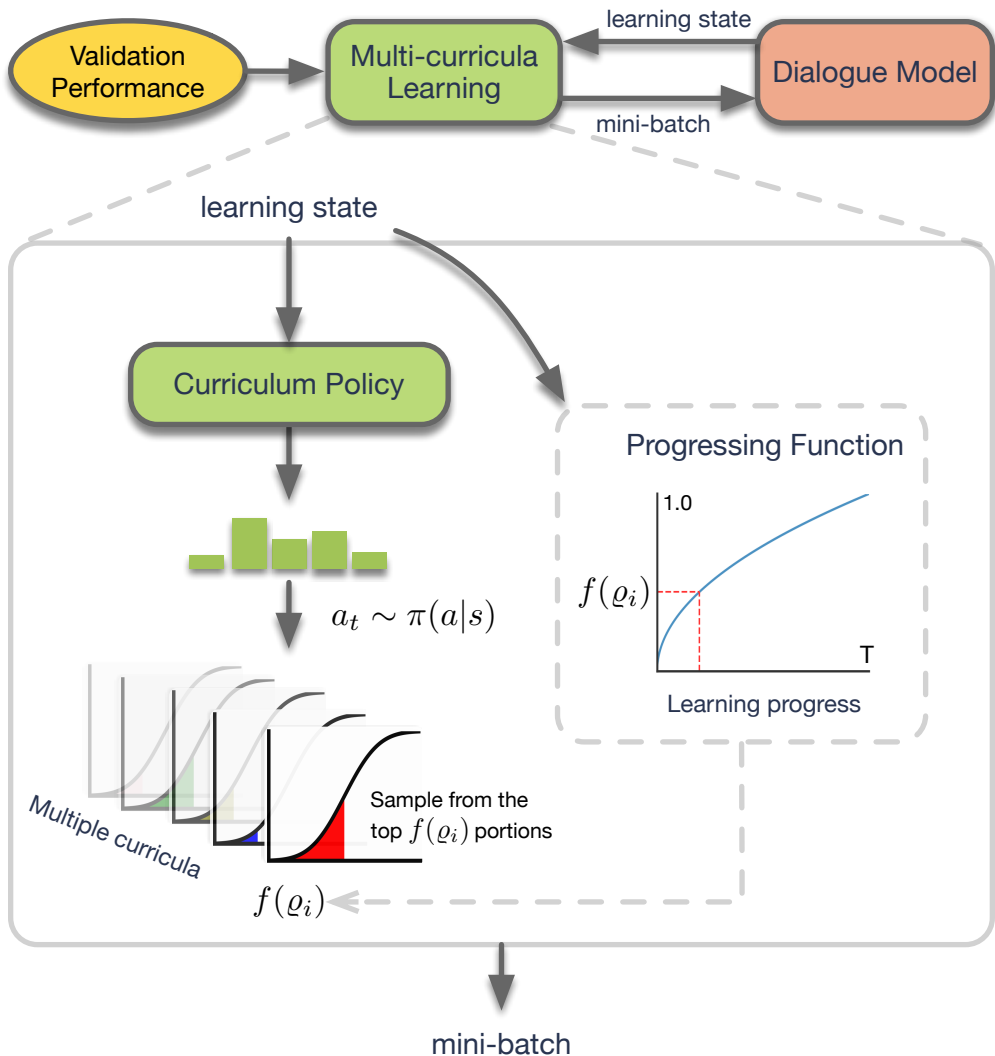 learning state
Validation
Performance
Multi-curricula
Learning
Dialogue Model
mini-batch
learning state
Curriculum Policy
Progressing Function
1.0
f(ϱᵢ)
T
Learning progress
aₜ ∼ π(a|s)
Multiple curricula
Sample from the
top f(ϱᵢ) portions
f(ϱᵢ)
mini-batch